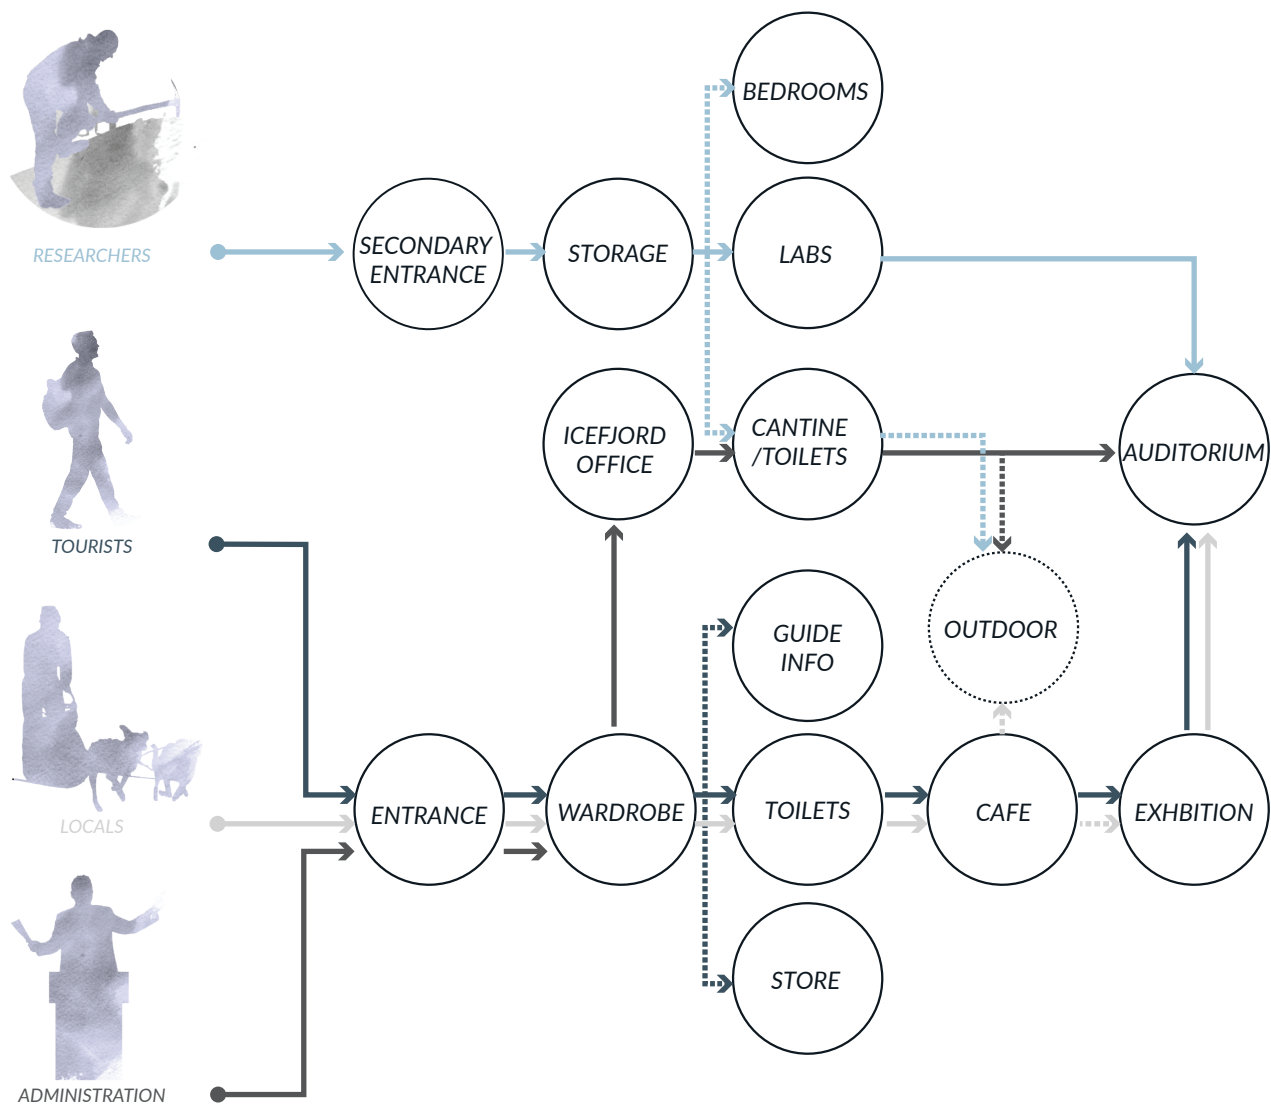 BEDROOMS
RESEARCHERS
SECONDARY
ENTRANCE
STORAGE
LABS
ICEFJORD
OFFICE
CANTINE
/TOILETS
AUDITORIUM
TOURISTS
GUIDE
INFO
OUTDOOR
LOCALS
ENTRANCE
WARDROBE
TOILETS
CAFE
EXHBITION
STORE
ADMINISTRATION